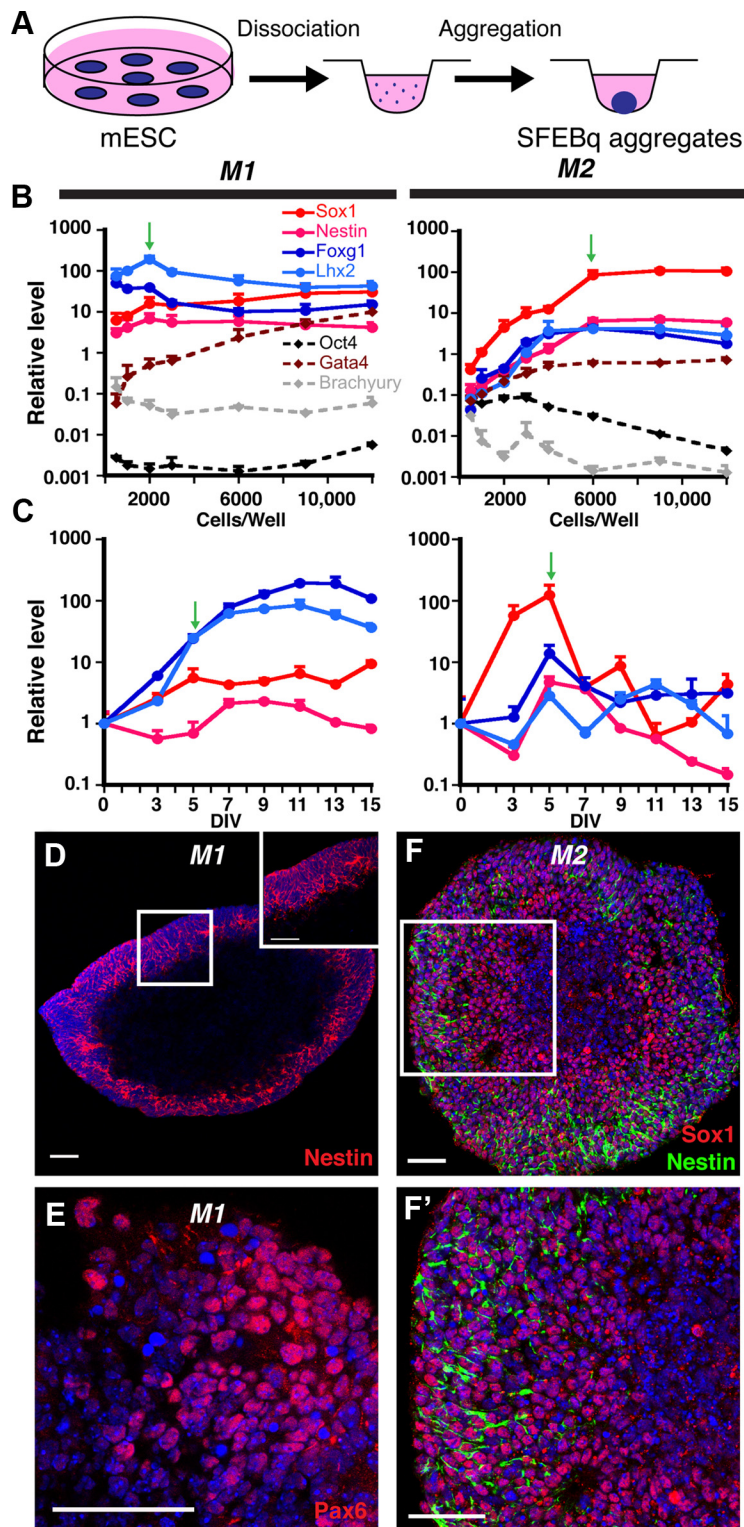 A
Dissociation
Aggregation
mESC
SFEBq aggregates
M1
M2
B
Relative level
1000
100
10
1
0.1
0.01
0.001
Sox1
Nestin
Foxg1
Lhx2
Oct4
Gata4
Brachyury
2000
6000
10,000
Cells/Well
1000
100
10
1
0.1
0.01
0.001
2000
6000
10,000
Cells/Well
C
Relative level
1000
100
10
1
0.1
0
3
5
7
9
11
13
15
DIV
1000
100
10
1
0.1
0
3
5
7
9
11
13
15
DIV
D
M1
Nestin
F
M2
Sox1
Nestin
E
M1
Pax6
F'